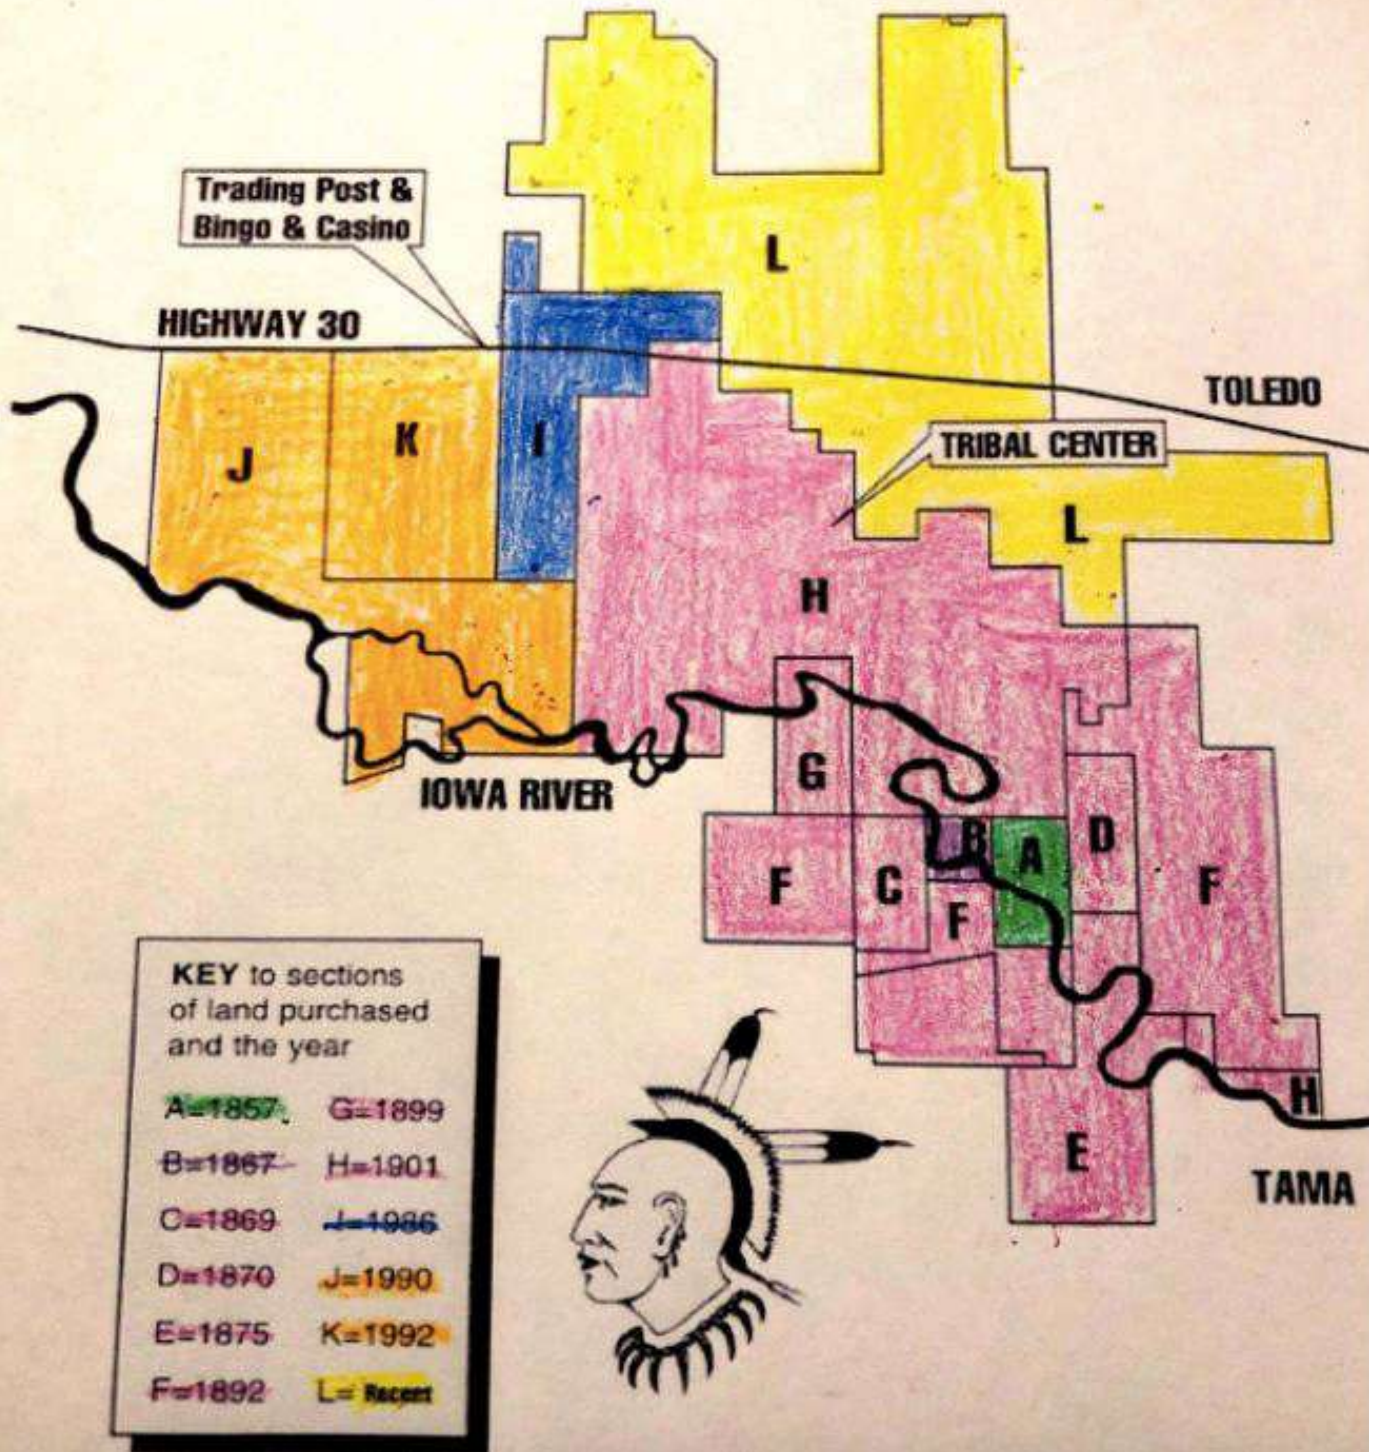 Trading Post &
Bingo & Casino
HIGHWAY 30
L
TOLEDO
TRIBAL CENTER
J
K
I
L
H
G
IOWA RIVER
F
C
B
A
D
F
F
H
E
TAMA
KEY to sections
of land purchased
and the year
A=1857
B=1867
C=1869
D=1870
E=1875
F=1892
G=1899
H=1901
I=1986
J=1990
K=1992
L= Recent